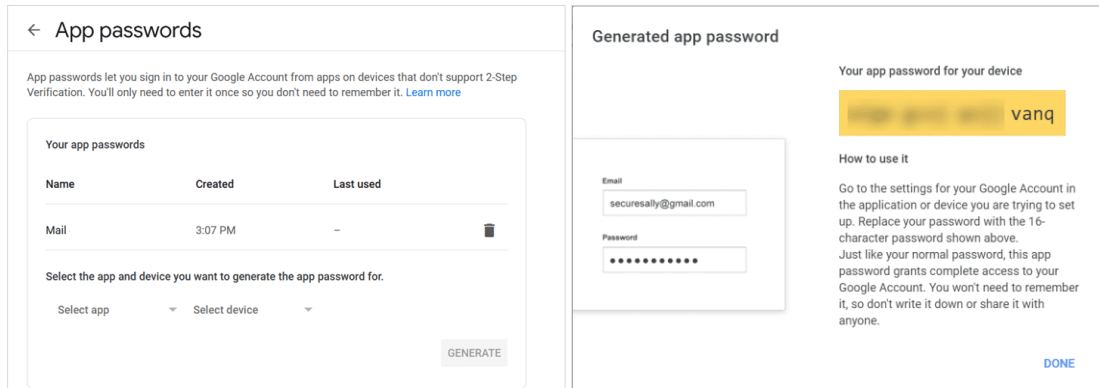 App passwords
App passwords let you sign in to your Google Account from apps on devices that don't support 2-Step
Verification. You'll only need to enter it once so you don't need to remember it. Learn more
Your app passwords
Name Created Last used
Mail 3:07 PM –
Select the app and device you want to generate the app password for.
Select app Select device
GENERATE
Generated app password
Your app password for your device
vanq
Email
securesally@gmail.com
Password
How to use it
Go to the settings for your Google Account in
the application or device you are trying to set
up. Replace your password with the 16-
character password shown above.
Just like your normal password, this app
password grants complete access to your
Google Account. You won't need to remember
it, so don't write it down or share it with
anyone.
DONE